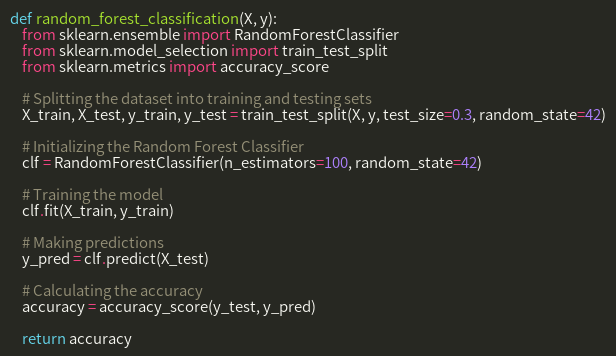 def random_forest_classification(X, y):
    from sklearn.ensemble import RandomForestClassifier
    from sklearn.model_selection import train_test_split
    from sklearn.metrics import accuracy_score

    # Splitting the dataset into training and testing sets
    X_train, X_test, y_train, y_test = train_test_split(X, y, test_size=0.3, random_state=42)

    # Initializing the Random Forest Classifier
    clf = RandomForestClassifier(n_estimators=100, random_state=42)

    # Training the model
    clf.fit(X_train, y_train)

    # Making predictions
    y_pred = clf.predict(X_test)

    # Calculating the accuracy
    accuracy = accuracy_score(y_test, y_pred)

    return accuracy